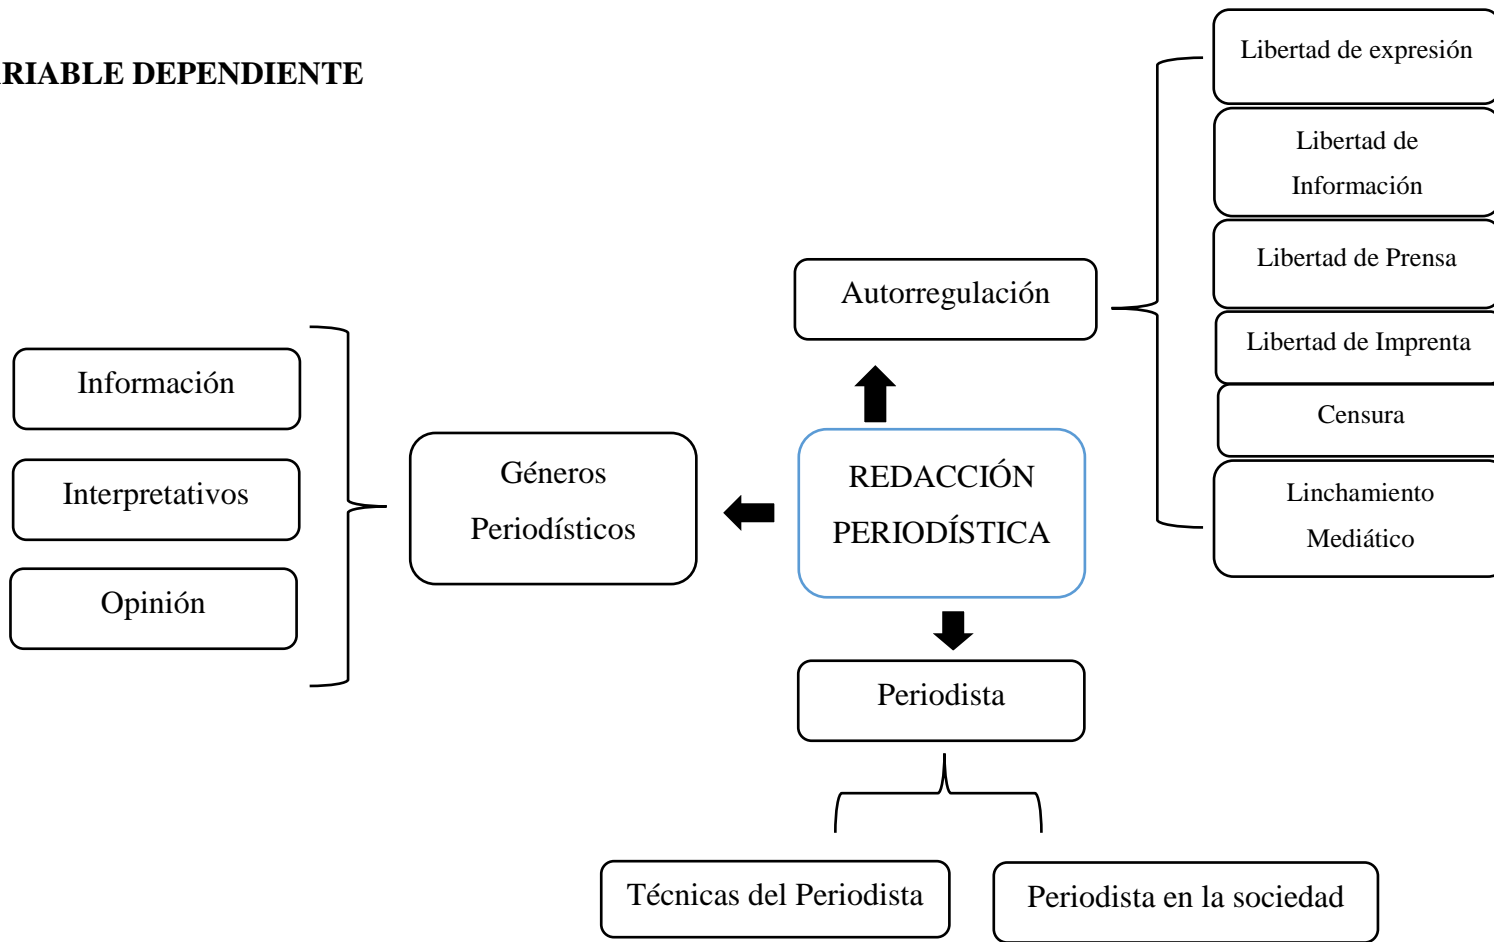 ARIABLE DEPENDIENTE
Libertad de expresión
Libertad de
Información
Libertad de Prensa
Libertad de Imprenta
Censura
Linchamiento
Mediático
Autorregulación
Información
Interpretativos
Opinión
Géneros
Periodísticos
REDACCIÓN
PERIODÍSTICA
Periodista
Técnicas del Periodista
Periodista en la sociedad